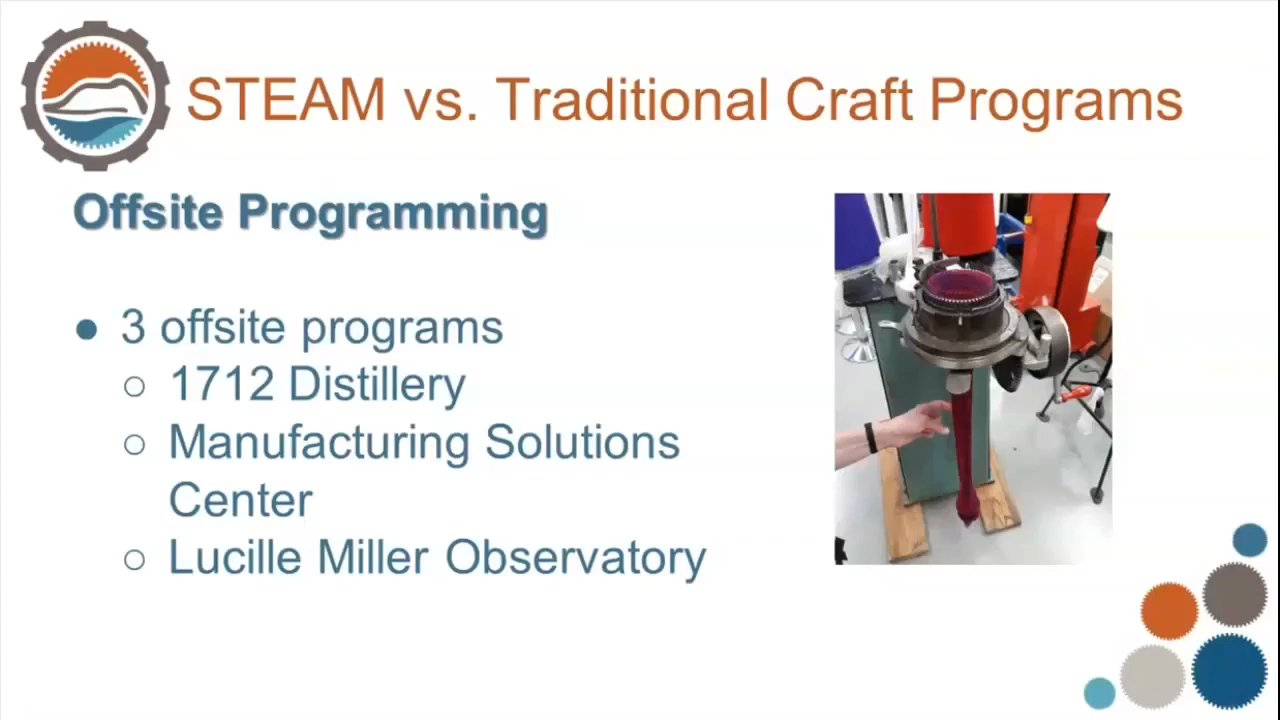 STEAM vs. Traditional Craft Programs
Offsite Programming
● 3 offsite programs
○ 1712 Distillery
○ Manufacturing Solutions
Center
○ Lucille Miller Observatory